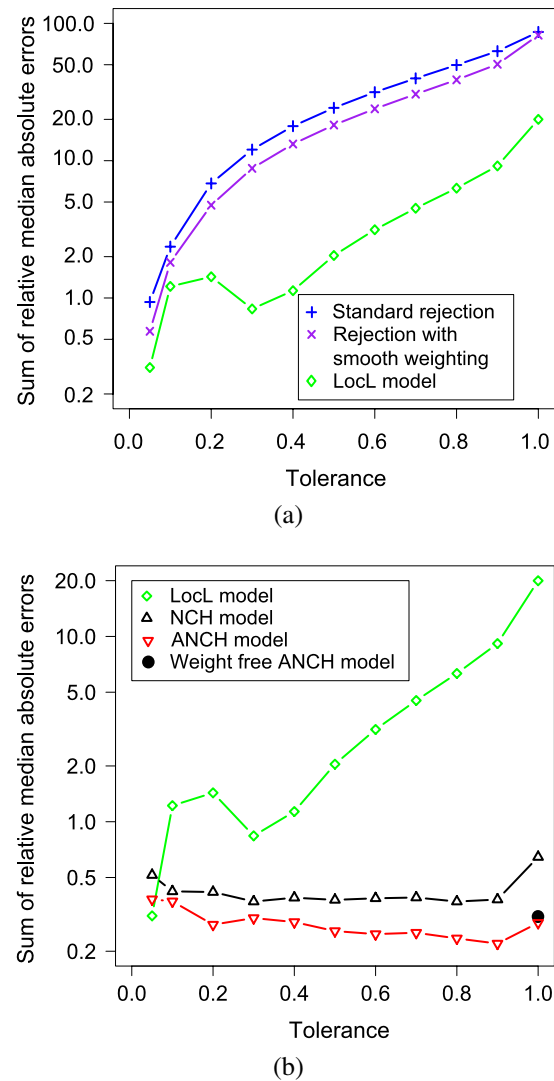 Sum of relative median absolute errors
100.0
50.0
20.0
10.0
5.0
2.0
1.0
0.5
0.2
Standard rejection
Rejection with
smooth weighting
LocL model
0.0 0.2 0.4 0.6 0.8 1.0
Tolerance
(a)
Sum of relative median absolute errors
20.0
10.0
5.0
2.0
1.0
0.5
0.2
LocL model
NCH model
ANCH model
Weight free ANCH model
0.0 0.2 0.4 0.6 0.8 1.0
Tolerance
(b)